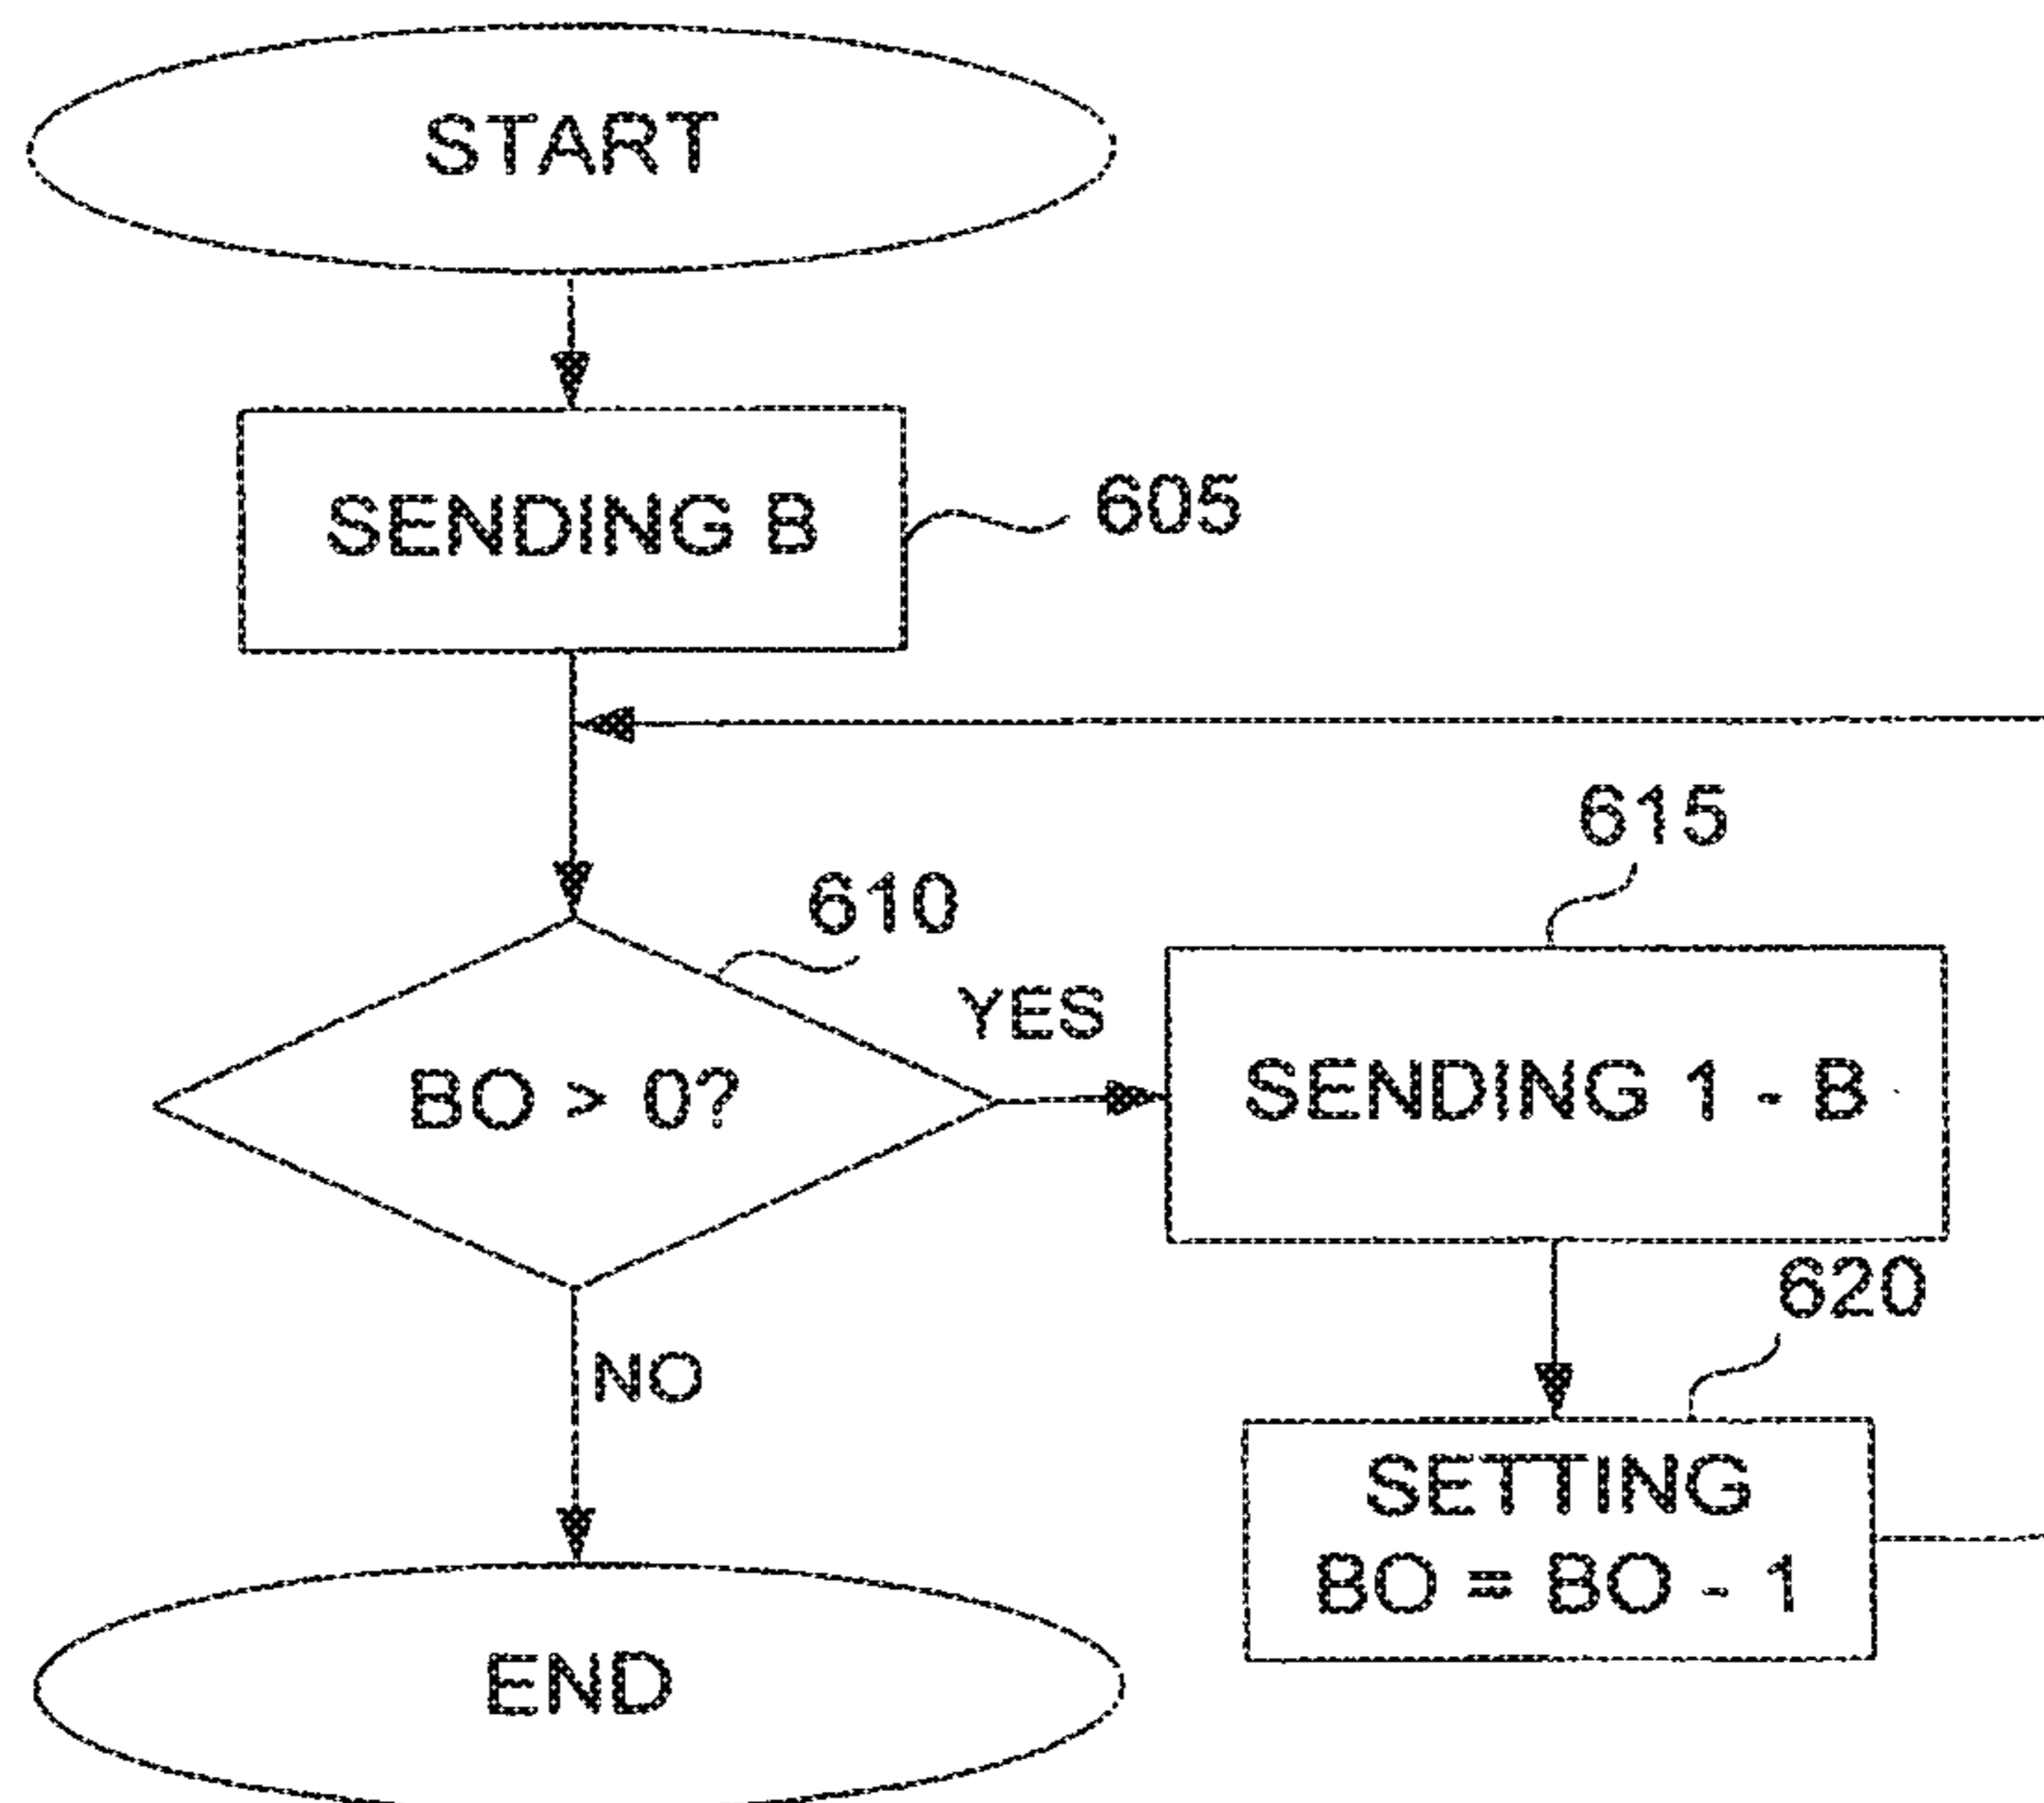 START
SENDING B
605
615
610
YES
BO > 0?
SENDING 1 - B
620
NO
SETTING
BO = BO - 1
END